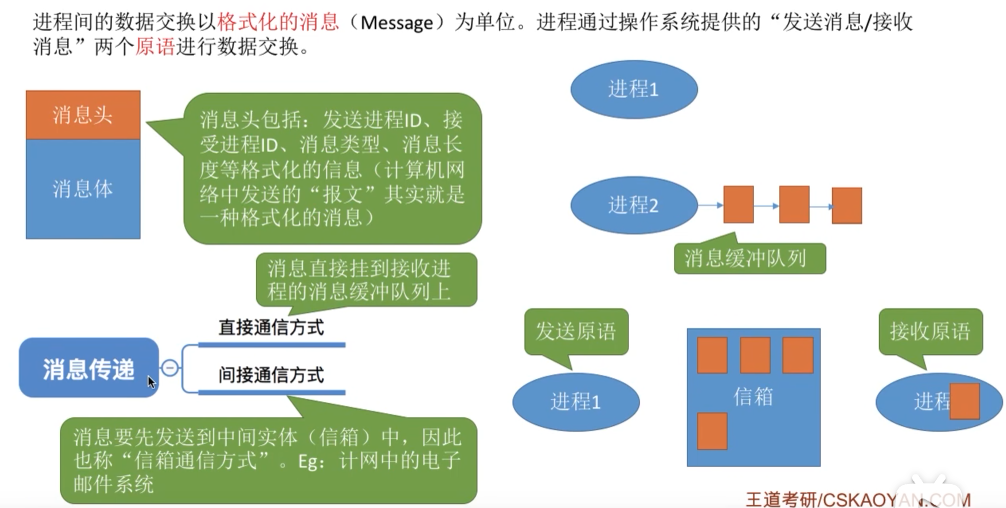 进程间的数据交换以格式化的消息（Message）为单位。进程通过操作系统提供的“发送消息/接收
消息”两个原语进行数据交换。
消息头
消息体
消息头包括：发送进程ID、接
受进程ID、消息类型、消息长
度等格式化的信息（计算机网
络中发送的“报文”其实就是
一种格式化的消息）
进程1
进程2
消息缓冲队列
消息直接挂到接收进
程的消息缓冲队列上
直接通信方式
消息传递
间接通信方式
消息要先发送到中间实体（信箱）中，因此
也称“信箱通信方式”。Eg：计网中的电子
邮件系统
发送原语
进程1
信箱
接收原语
进程
王道考研/CSKAOYAN.COM